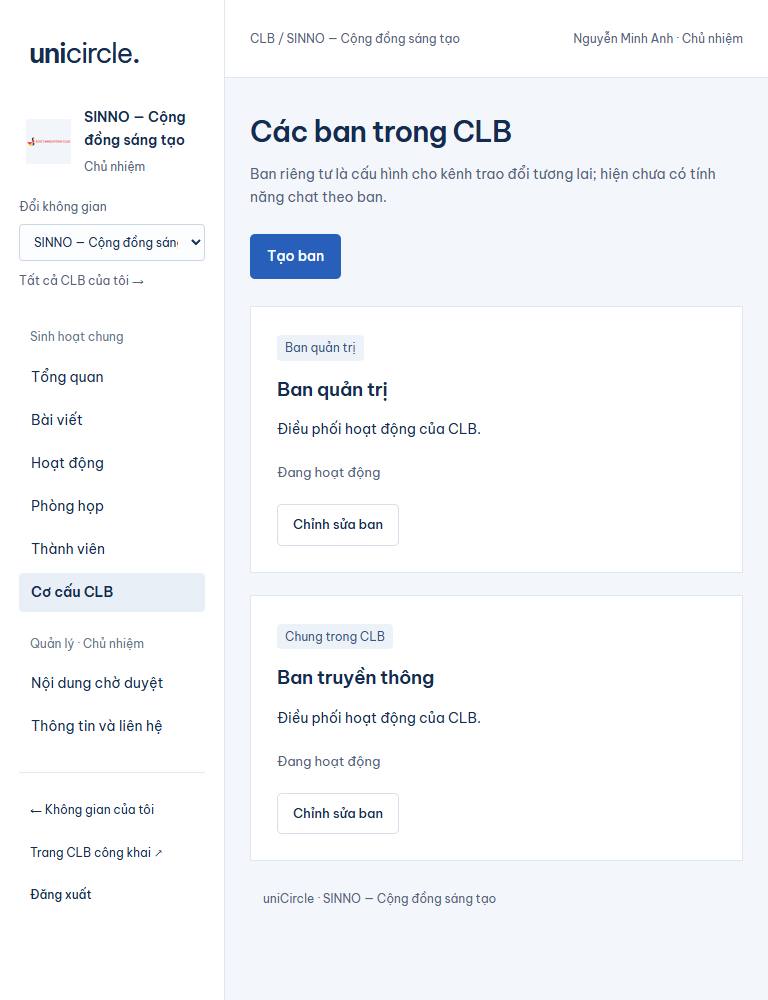 unicircle.
SINNO — Cộng
đồng sáng tạo
Chủ nhiệm
Đổi không gian
SINNO — Cộng đồng sán
Tất cả CLB của tôi →
Sinh hoạt chung
Tổng quan
Bài viết
Hoạt động
Phòng họp
Thành viên
Cơ cấu CLB
Quản lý · Chủ nhiệm
Nội dung chờ duyệt
Thông tin và liên hệ
← Không gian của tôi
Trang CLB công khai ↗
Đăng xuất
CLB / SINNO — Cộng đồng sáng tạo
Nguyễn Minh Anh · Chủ nhiệm
Các ban trong CLB
Ban riêng tư là cấu hình cho kênh trao đổi tương lai; hiện chưa có tính
năng chat theo ban.
Tạo ban
Ban quản trị
Ban quản trị
Điều phối hoạt động của CLB.
Đang hoạt động
Chỉnh sửa ban
Chung trong CLB
Ban truyền thông
Điều phối hoạt động của CLB.
Đang hoạt động
Chỉnh sửa ban
uniCircle · SINNO — Cộng đồng sáng tạo